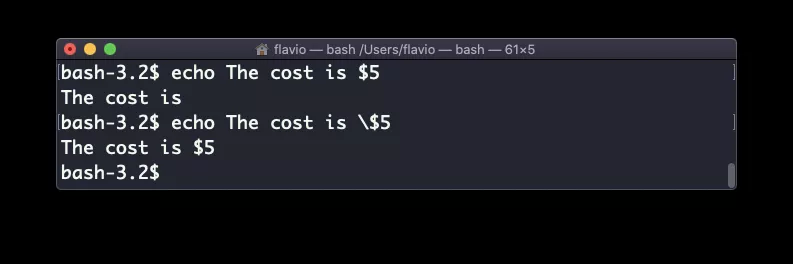 flavio — bash /Users/flavio — bash — 61×5
bash-3.2$ echo The cost is $5
The cost is
bash-3.2$ echo The cost is \$5
The cost is $5
bash-3.2$